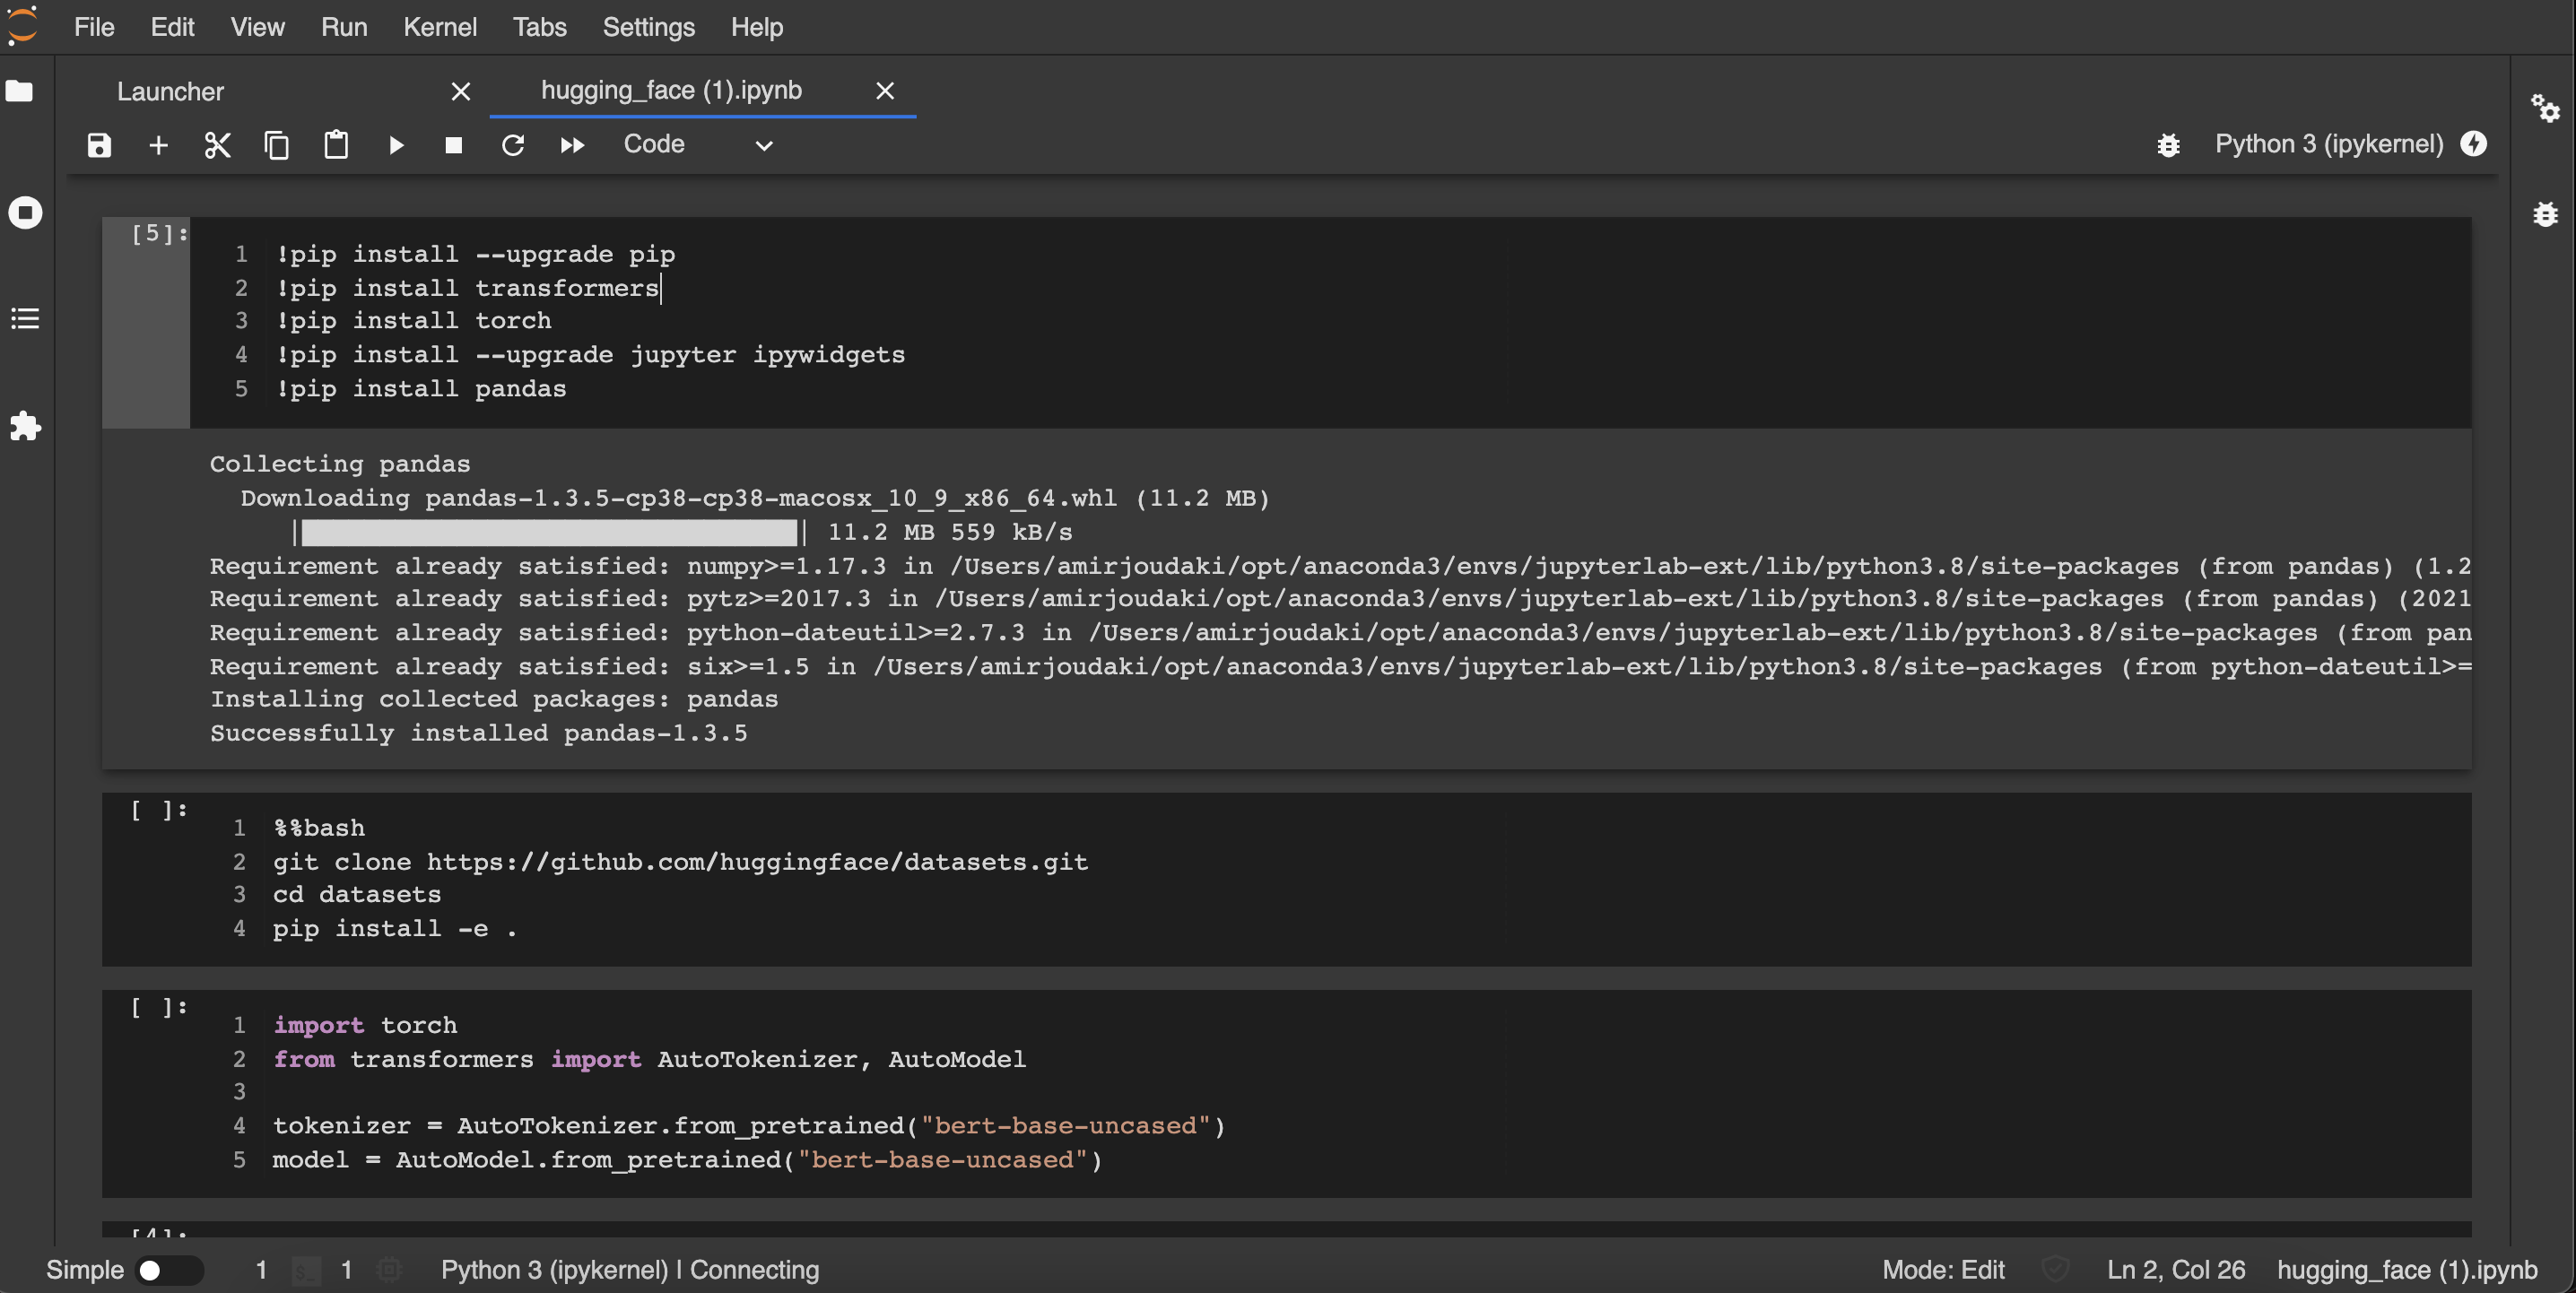 File Edit View Run Kernel Tabs Settings Help
Launcher hugging_face (1).ipynb
Code Python 3 (ipykernel)
[5]:
1 !pip install --upgrade pip
2 !pip install transformers
3 !pip install torch
4 !pip install --upgrade jupyter ipywidgets
5 !pip install pandas
Collecting pandas
Downloading pandas-1.3.5-cp38-cp38-macosx_10_9_x86_64.whl (11.2 MB)
|████████████████████████████████| 11.2 MB 559 kB/s
Requirement already satisfied: numpy>=1.17.3 in /Users/amirjoudaki/opt/anaconda3/envs/jupyterlab-ext/lib/python3.8/site-packages (from pandas) (1.2
Requirement already satisfied: pytz>=2017.3 in /Users/amirjoudaki/opt/anaconda3/envs/jupyterlab-ext/lib/python3.8/site-packages (from pandas) (2021
Requirement already satisfied: python-dateutil>=2.7.3 in /Users/amirjoudaki/opt/anaconda3/envs/jupyterlab-ext/lib/python3.8/site-packages (from pan
Requirement already satisfied: six>=1.5 in /Users/amirjoudaki/opt/anaconda3/envs/jupyterlab-ext/lib/python3.8/site-packages (from python-dateutil>=
Installing collected packages: pandas
Successfully installed pandas-1.3.5
[ ]:
1 %%bash
2 git clone https://github.com/huggingface/datasets.git
3 cd datasets
4 pip install -e .
[ ]:
1 import torch
2 from transformers import AutoTokenizer, AutoModel
3
4 tokenizer = AutoTokenizer.from_pretrained("bert-base-uncased")
5 model = AutoModel.from_pretrained("bert-base-uncased")
[4]:
Simple 1 $_ 1 Python 3 (ipykernel) | Connecting Mode: Edit Ln 2, Col 26 hugging_face (1).ipynb